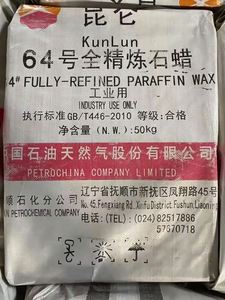 昆仑
KunLun
64号全精炼石蜡
4# FULLY-REFINED PARAFFIN WAX
工业用
INDUSTRY USE ONLY
执行标准GB/T446-2010 等级:合格
净含量(N.W.):50kg
国石油天然气股份有限公司
PETROCHINA COMPANY LIMITED
顺石化分公司
N PETROCHEMICAL COMPANY
辽宁省抚顺市新抚区凤翔路45号
No.45,Fengxiang Rd. Xinfu District, Fushun, Liaonin
电话(TEL):(024)82517886
57670718